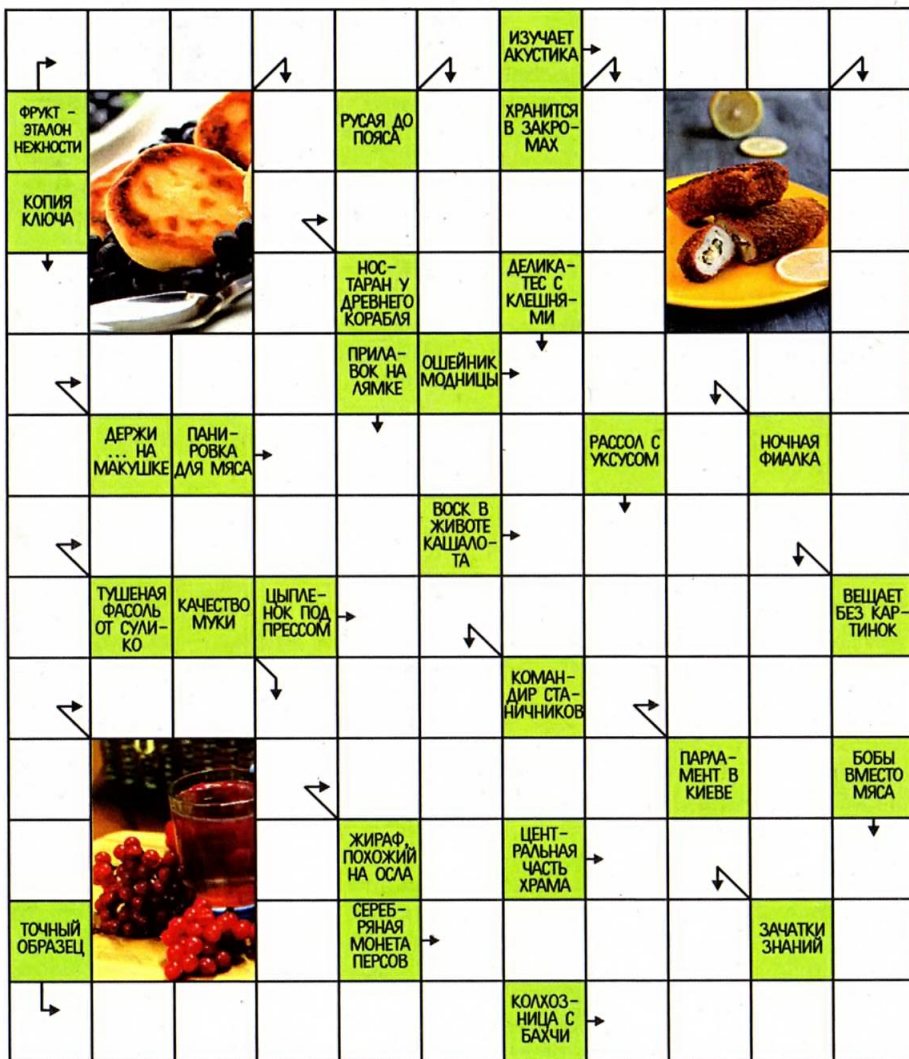 ИЗУЧАЕТ
АКУСТИКА
ФРУКТ –
ЭТАЛОН
НЕЖНОСТИ
РУСАЯ ДО
ПОЯСА
ХРАНИТСЯ
В ЗАКРО-
МАХ
КОПИЯ
КЛЮЧА
НОС-
ТАРАН У
ДРЕВНЕГО
КОРАБЛЯ
ДЕЛИКА-
ТЕС С
КЛЕШНЯ-
МИ
ПРИЛА-
ВОК НА
ЛЯМКЕ
ОШЕЙНИК
МОДНИЦЫ
ДЕРЖИ
... НА
МАКУШКЕ
ПАНИ-
РОВКА
ДЛЯ МЯСА
РАССОЛ С
УКСУСОМ
НОЧНАЯ
ФИАЛКА
ВОСК В
ЖИВОТЕ
КАШАЛО-
ТА
ТУШЕНАЯ
ФАСОЛЬ
ОТ СУЛИ-
КО
КАЧЕСТВО
МУКИ
ЦЫПЛЕ-
НОК ПОД
ПРЕССОМ
ВЕЩАЕТ
БЕЗ КАР-
ТИНОК
КОМАН-
ДИР СТА-
НИЧНИКОВ
ПАРЛА-
МЕНТ В
КИЕВЕ
БОБЫ
ВМЕСТО
МЯСА
ЖИРАФ,
ПОХОЖИЙ
НА ОСЛА
ЦЕНТ-
РАЛЬНАЯ
ЧАСТЬ
ХРАМА
ТОЧНЫЙ
ОБРАЗЕЦ
СЕРЕБ-
РЯНАЯ
МОНЕТА
ПЕРСОВ
ЗАЧАТКИ
ЗНАНИЙ
КОЛХОЗ-
НИЦА С
БАХЧИ